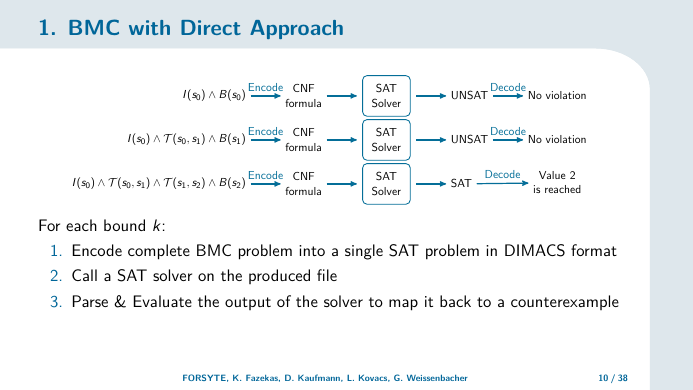 1. BMC with Direct Approach
I(s₀) ∧ B(s₀) Encode CNF formula SAT Solver UNSAT Decode No violation
I(s₀) ∧ T(s₀, s₁) ∧ B(s₁) Encode CNF formula SAT Solver UNSAT Decode No violation
I(s₀) ∧ T(s₀, s₁) ∧ T(s₁, s₂) ∧ B(s₂) Encode CNF formula SAT Solver SAT Decode Value 2 is reached
For each bound k:
1. Encode complete BMC problem into a single SAT problem in DIMACS format
2. Call a SAT solver on the produced file
3. Parse & Evaluate the output of the solver to map it back to a counterexample
FORSYTE, K. Fazekas, D. Kaufmann, L. Kovacs, G. Weissenbacher 10 / 38